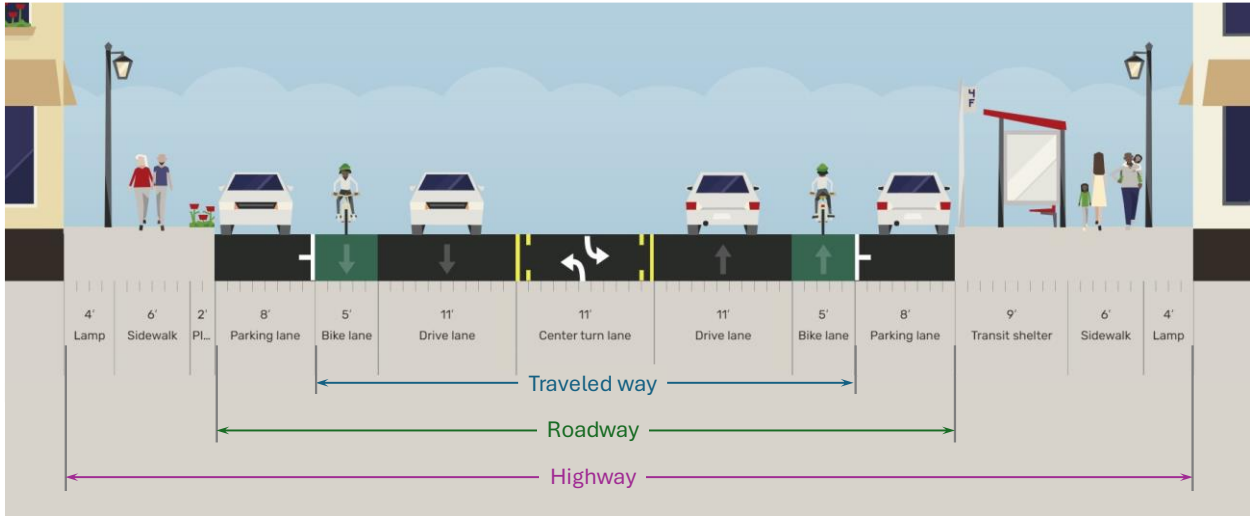 4
F
4' 6' 2' 8' 5' 11' 11' 11' 5' 8' 9' 6' 4'
Lamp Sidewalk Pl... Parking lane Bike lane Drive lane Center turn lane Drive lane Bike lane Parking lane Transit shelter Sidewalk Lamp
Traveled way
Roadway
Highway